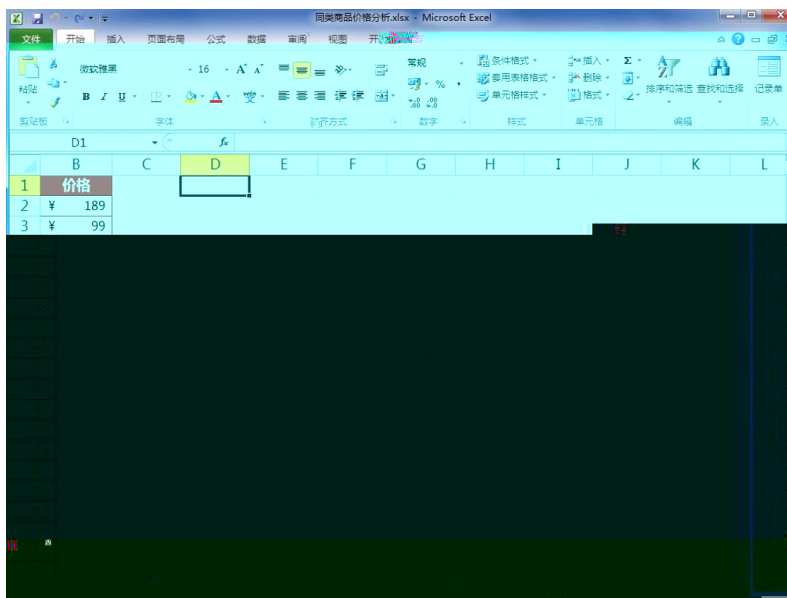 同类商品价格分析.xlsx - Microsoft Excel
文件 开始 插入 页面布局 公式 数据 审阅 视图
微软雅黑 16 A A 常规 条件格式 插入 Σ
粘贴 套用表格格式 删除 排序和筛选 查找和选择 记录单
B I U A % , 单元格样式 格式
剪贴板 字体 对齐方式 数字 样式 单元格 编辑 录入
D1 fx
B C D E F G H I J K L
1 价格
2 ¥ 189
3 ¥ 99